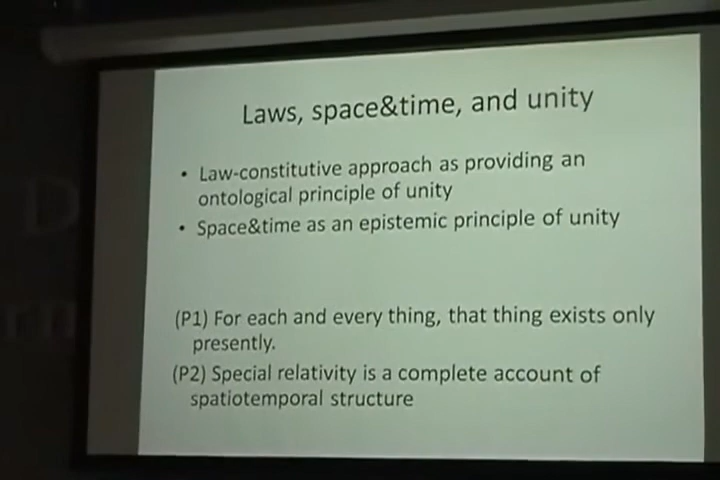 Laws, space&time, and unity
• Law-constitutive approach as providing an
ontological principle of unity
• Space&time as an epistemic principle of unity
(P1) For each and every thing, that thing exists only
presently.
(P2) Special relativity is a complete account of
spatiotemporal structure